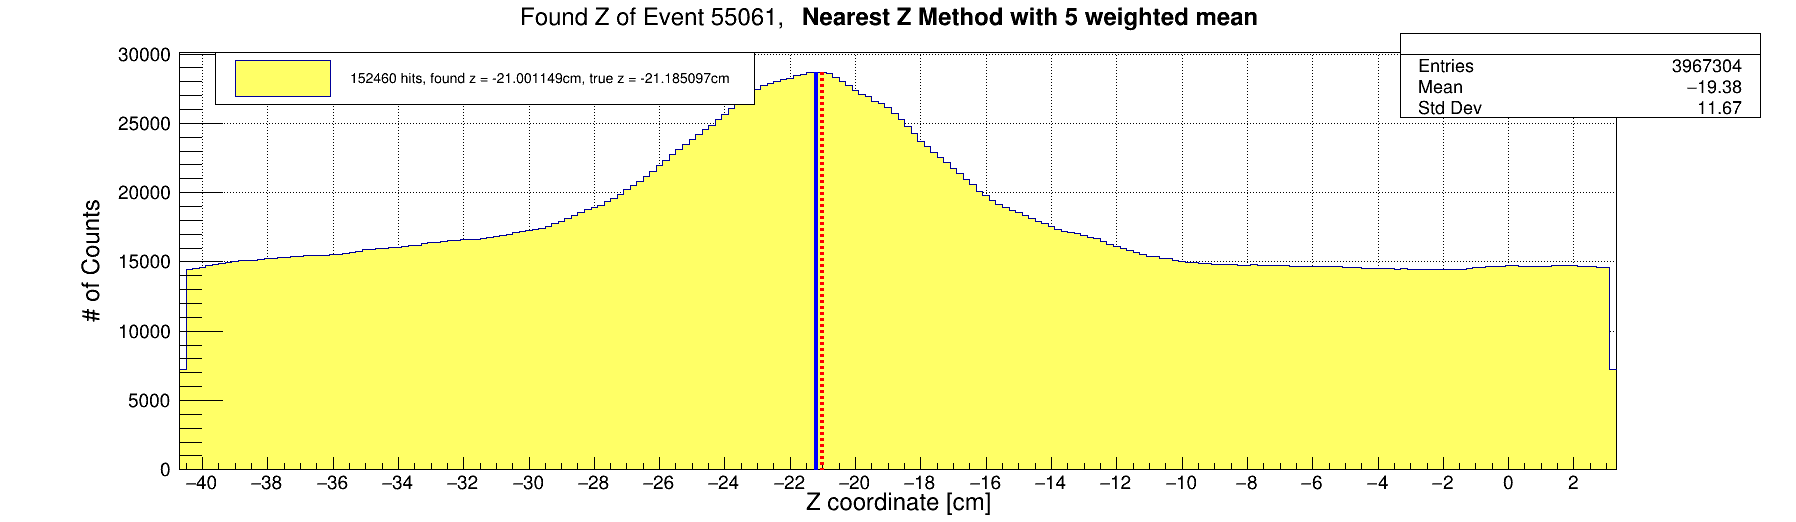 Found Z of Event 55061, Nearest Z Method with 5 weighted mean
30000
25000
20000
15000
10000
5000
0
# of Counts
152460 hits, found z = -21.001149cm, true z = -21.185097cm
Entries 3967304
Mean −19.38
Std Dev 11.67
−40 −38 −36 −34 −32 −30 −28 −26 −24 −22 −20 −18 −16 −14 −12 −10 −8 −6 −4 −2 0 2
Z coordinate [cm]